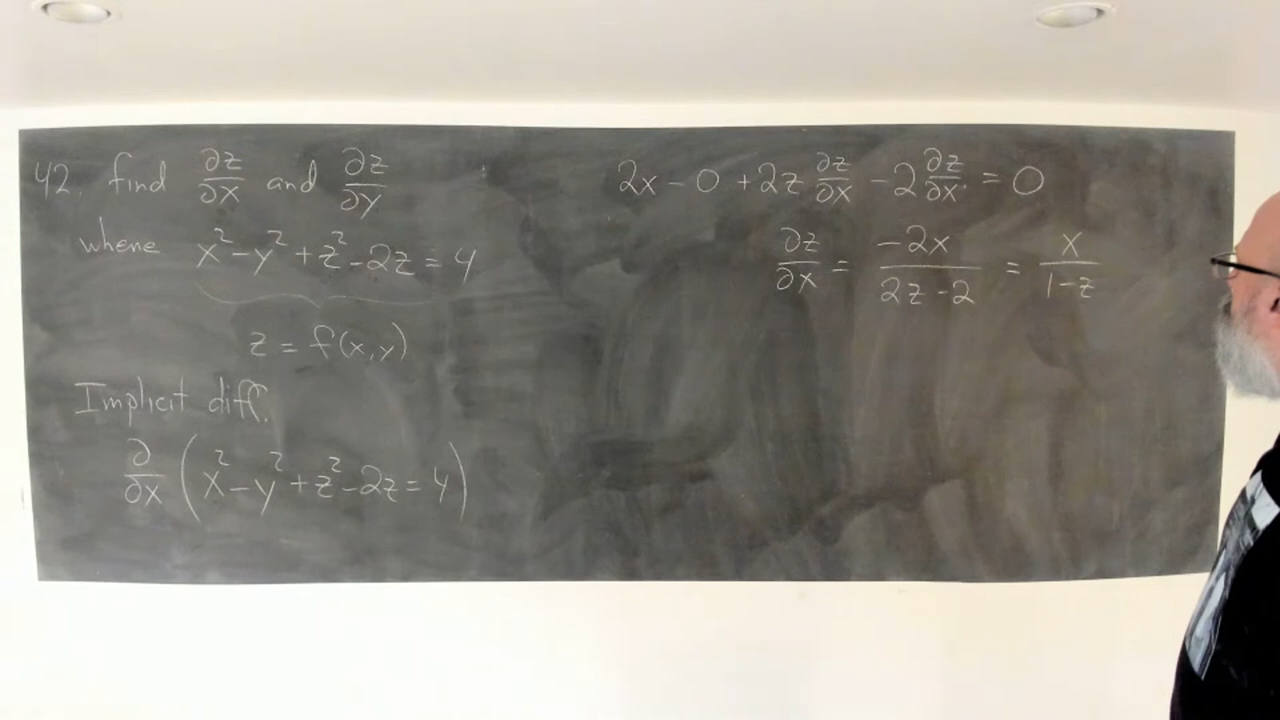 42. find ∂z/∂x and ∂z/∂y
where x² - y² + z² - 2z = 4
z = f(x,y)
Implicit diff.
∂/∂x (x² - y² + z² - 2z = 4)
2x - 0 + 2z ∂z/∂x - 2 ∂z/∂x = 0
∂z/∂x = -2x/(2z - 2) = x/(1-z)